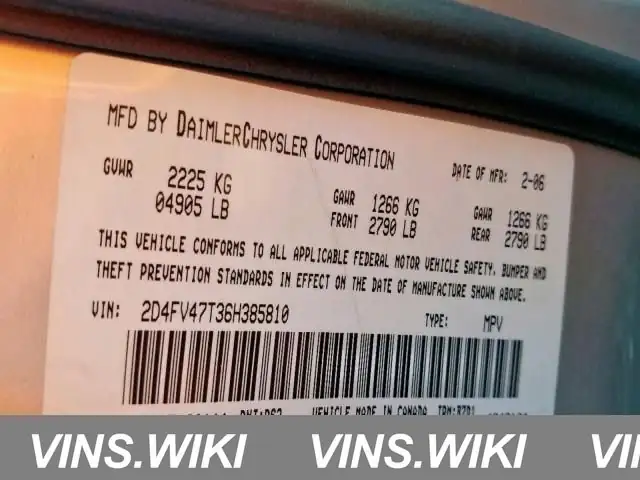 MFD BY DAIMLERCHRYSLER CORPORATION DATE OF MFR: 2-06
GVWR 2225 KG GAWR 1266 KG GAWR 1266 KG
04905 LB FRONT 2790 LB REAR 2790 LB
THIS VEHICLE CONFORMS TO ALL APPLICABLE FEDERAL MOTOR VEHICLE SAFETY, BUMPER AND
THEFT PREVENTION STANDARDS IN EFFECT ON THE DATE OF MANUFACTURE SHOWN ABOVE.
VIN: 2D4FV47T36H385810 TYPE: MPV
VEHICLE MADE IN CANADA
VINS.WIKI VINS.WIKI VINS